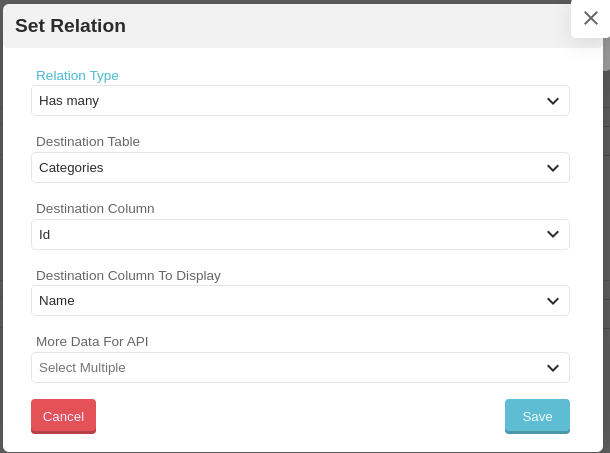 Set Relation
Relation Type
Has many
Destination Table
Categories
Destination Column
Id
Destination Column To Display
Name
More Data For API
Select Multiple
Cancel
Save